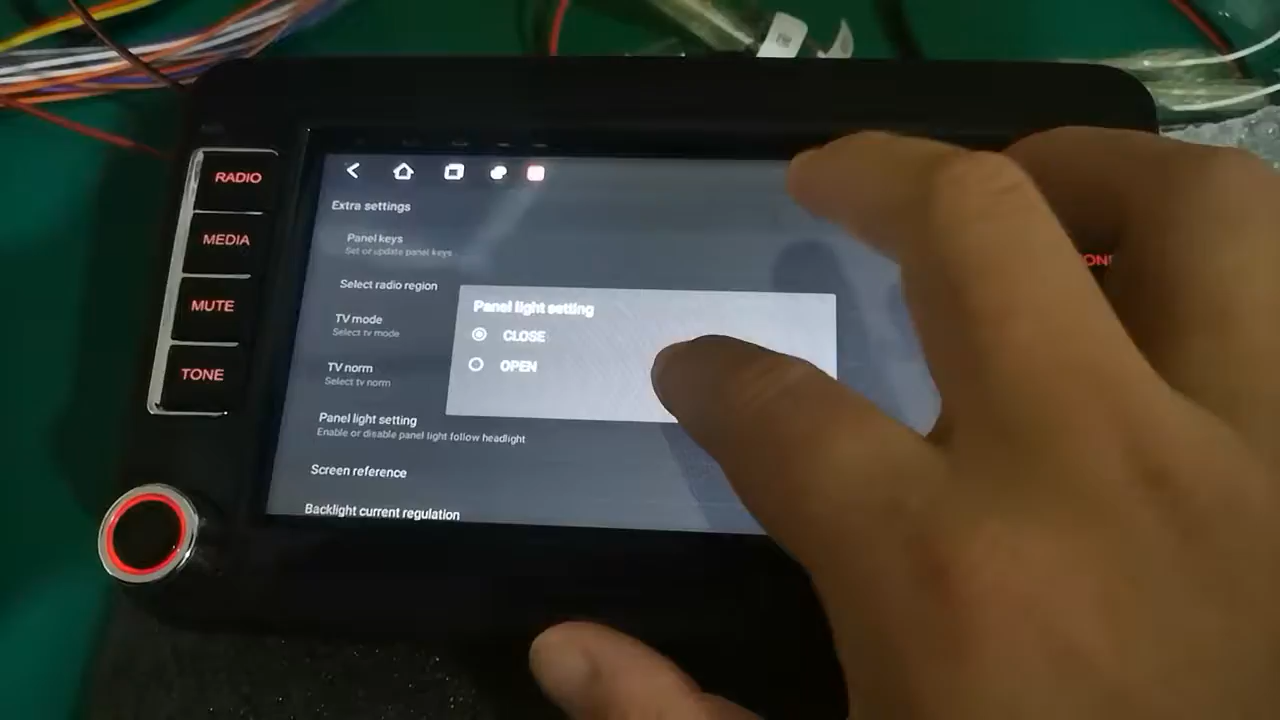 RADIO
MEDIA
MUTE
TONE
Extra settings
Panel keys
Set or update panel keys
Select radio region
TV mode
Select tv mode
TV norm
Select tv norm
Panel light setting
Enable or disable panel light follow headlight
Screen reference
Backlight current regulation
Panel light setting
CLOSE
OPEN